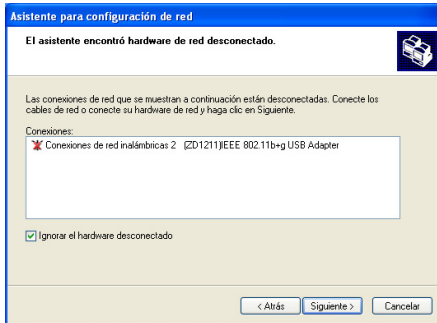 Asistente para configuración de red
El asistente encontró hardware de red desconectado.
Las conexiones de red que se muestran a continuación están desconectadas. Conecte los
cables de red o conecte su hardware de red y haga clic en Siguiente.
Conexiones:
Conexiones de red inalámbricas 2 (ZD1211)IEEE 802.11b+g USB Adapter
Ignorar el hardware desconectado
< Atrás Siguiente > Cancelar